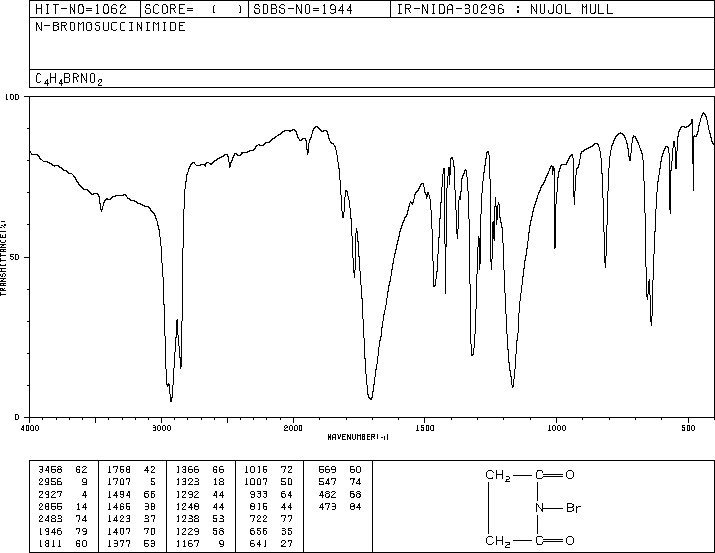 HIT-NO=1062 SCORE= ( ) SDBS-NO=1944 IR-NIDA-30296 : NUJOL MULL
N-BROMOSUCCINIMIDE
C4H4BRNO2
100
50
0
TRANSMITTANCE(%)
4000 3000 2000 1500 1000 500
WAVENUMBER(-1)
3458 62 1768 42 1366 66 1016 72 569 60
2956 9 1707 5 1323 18 1007 50 547 74
2927 4 1494 66 1292 44 933 64 482 68
2855 14 1465 38 1248 44 816 44 473 84
2483 74 1423 37 1238 53 722 77
1946 79 1407 70 1229 58 656 35
1811 60 1377 53 1167 9 641 27
CH2 C O
N Br
CH2 C O